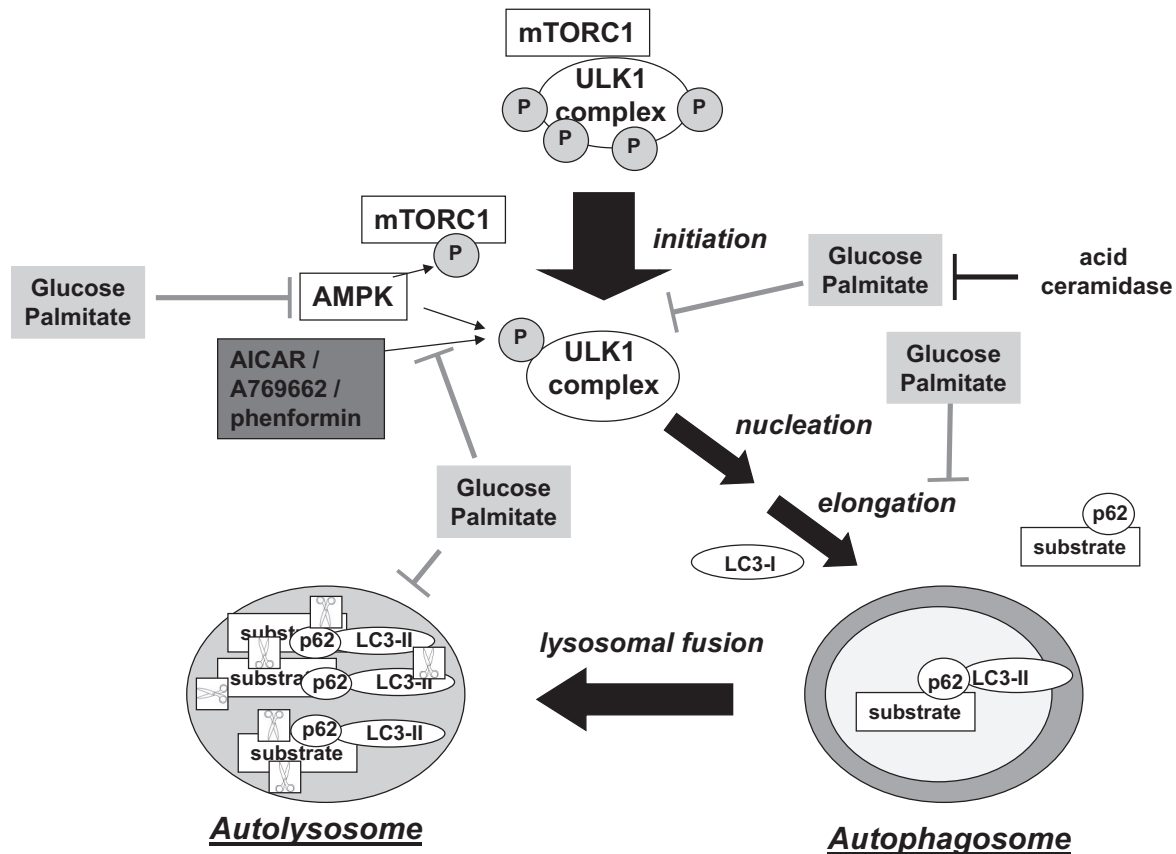 mTORC1
ULK1
complex
P
P
P
P
initiation
mTORC1
P
Glucose
Palmitate
AMPK
Glucose
Palmitate
acid
ceramidase
AICAR /
A769662 /
phenformin
P
ULK1
complex
Glucose
Palmitate
nucleation
elongation
Glucose
Palmitate
LC3-I
p62
substrate
lysosomal fusion
substr
p62
LC3-II
substra
p62
LC3-II
p62
LC3-II
substrate
p62
LC3-II
substrate
Autolysosome
Autophagosome